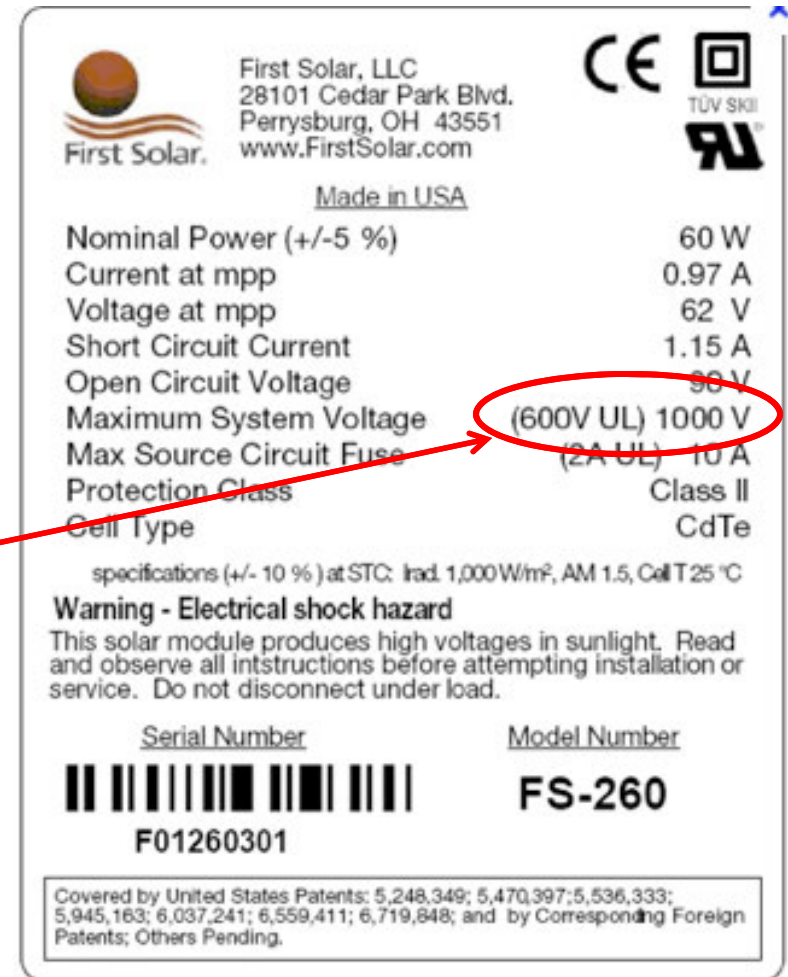 First Solar, LLC
28101 Cedar Park Blvd.
Perrysburg, OH 43551
www.FirstSolar.com
First Solar.
CE
TÜV SKII
Made in USA
Nominal Power (+/-5 %) 60 W
Current at mpp 0.97 A
Voltage at mpp 62 V
Short Circuit Current 1.15 A
Open Circuit Voltage 90 V
Maximum System Voltage (600V UL) 1000 V
Max Source Circuit Fuse (2A UL) 10 A
Protection Class Class II
Cell Type CdTe
specifications (+/- 10 % ) at STC: Irad. 1,000 W/m², AM 1.5, Cell T 25 °C
Warning - Electrical shock hazard
This solar module produces high voltages in sunlight. Read
and observe all intstructions before attempting installation or
service. Do not disconnect under load.
Serial Number Model Number
FS-260
F01260301
Covered by United States Patents: 5,248,349; 5,470,397;5,536,333;
5,945,163; 6,037,241; 6,559,411; 6,719,848; and by Corresponding Foreign
Patents; Others Pending.